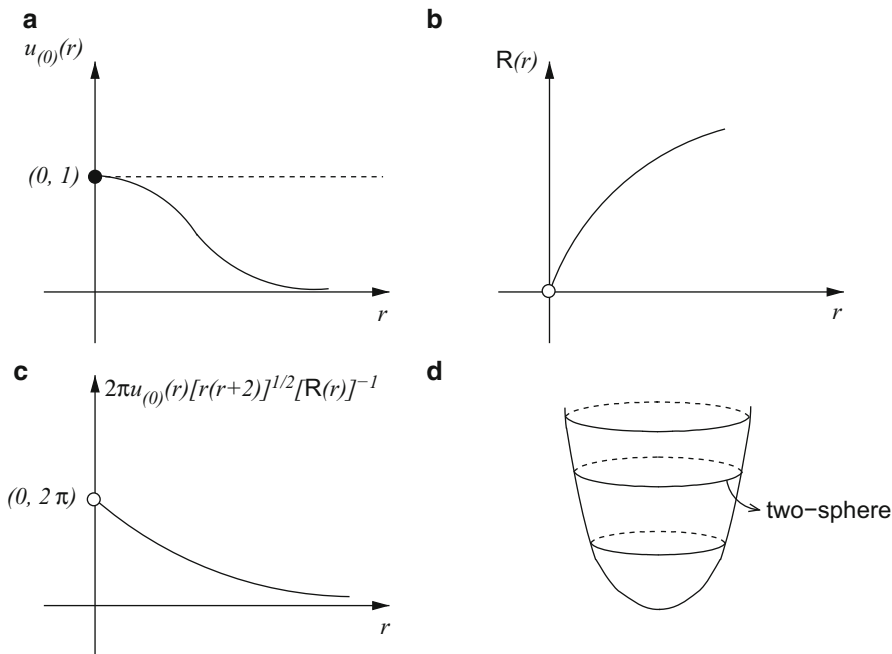 a
u(0)(r)
(0, 1)
r
b
R(r)
r
c
2πu(0)(r)[r(r+2)]^1/2[R(r)]^−1
(0, 2π)
r
d
two−sphere